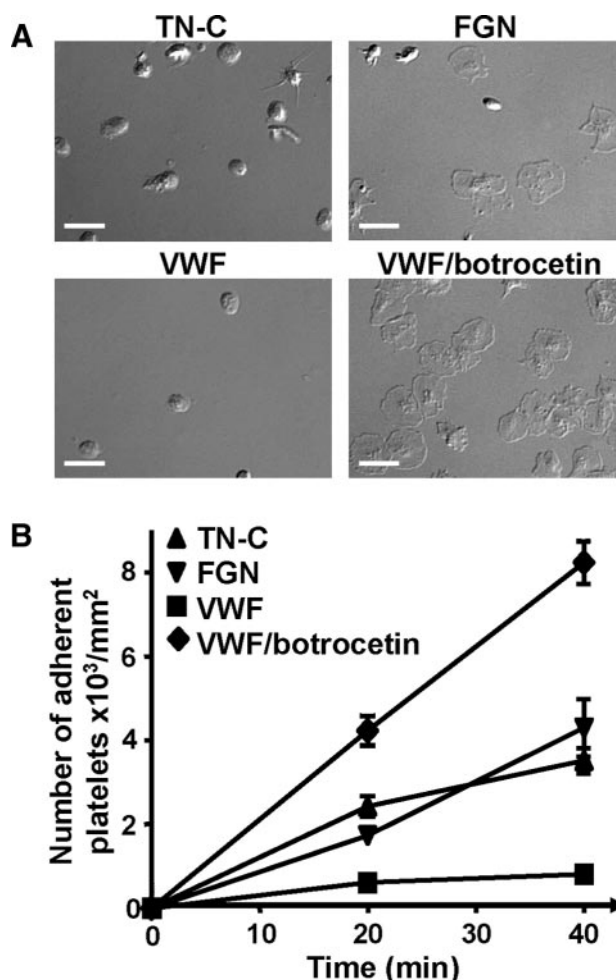 A
TN-C
FGN
VWF
VWF/botrocetin
B
TN-C
FGN
VWF
VWF/botrocetin
Number of adherent
platelets x10³/mm²
8
6
4
2
0
0 10 20 30 40
Time (min)